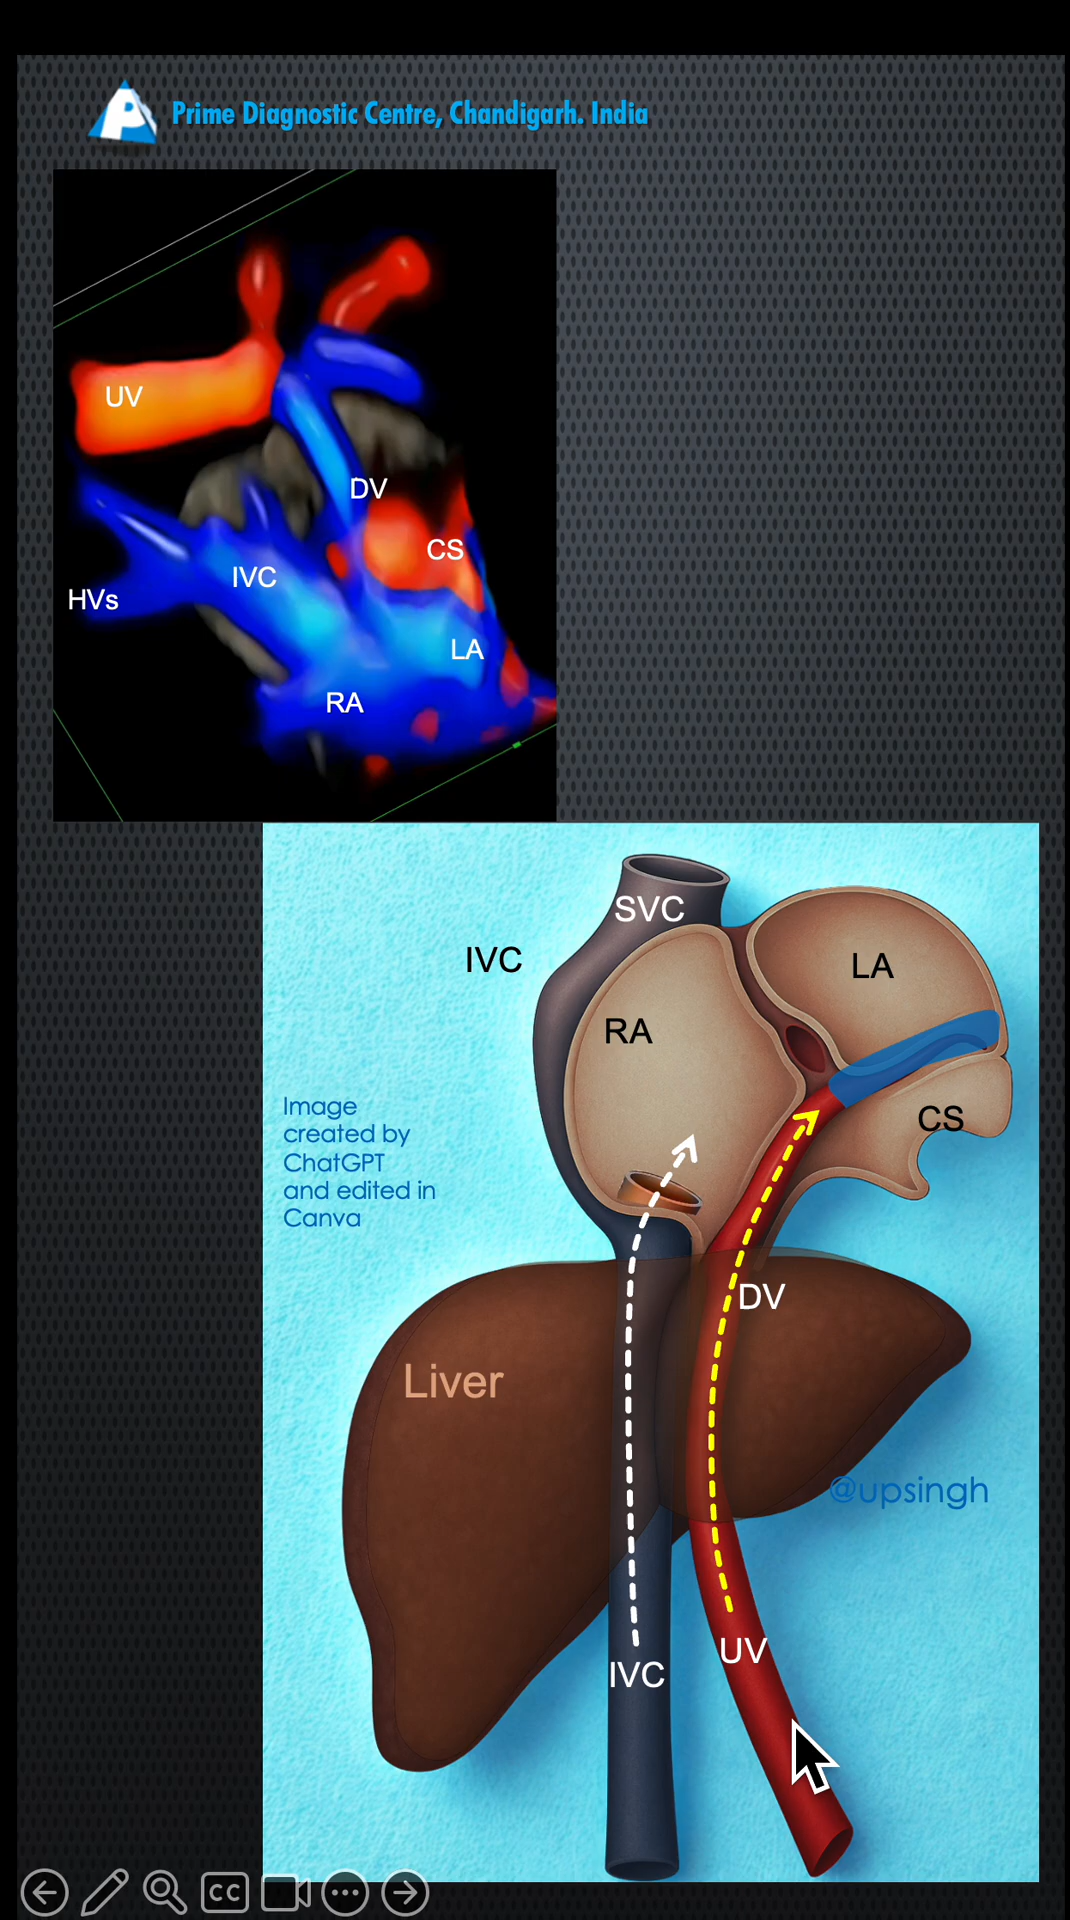 P
Prime Diagnostic Centre, Chandigarh. India
UV
DV
CS
IVC
HVs
LA
RA
SVC
IVC
LA
RA
Image
created by
ChatGPT
and edited in
Canva
CS
DV
Liver
@upsingh
UV
IVC
CC